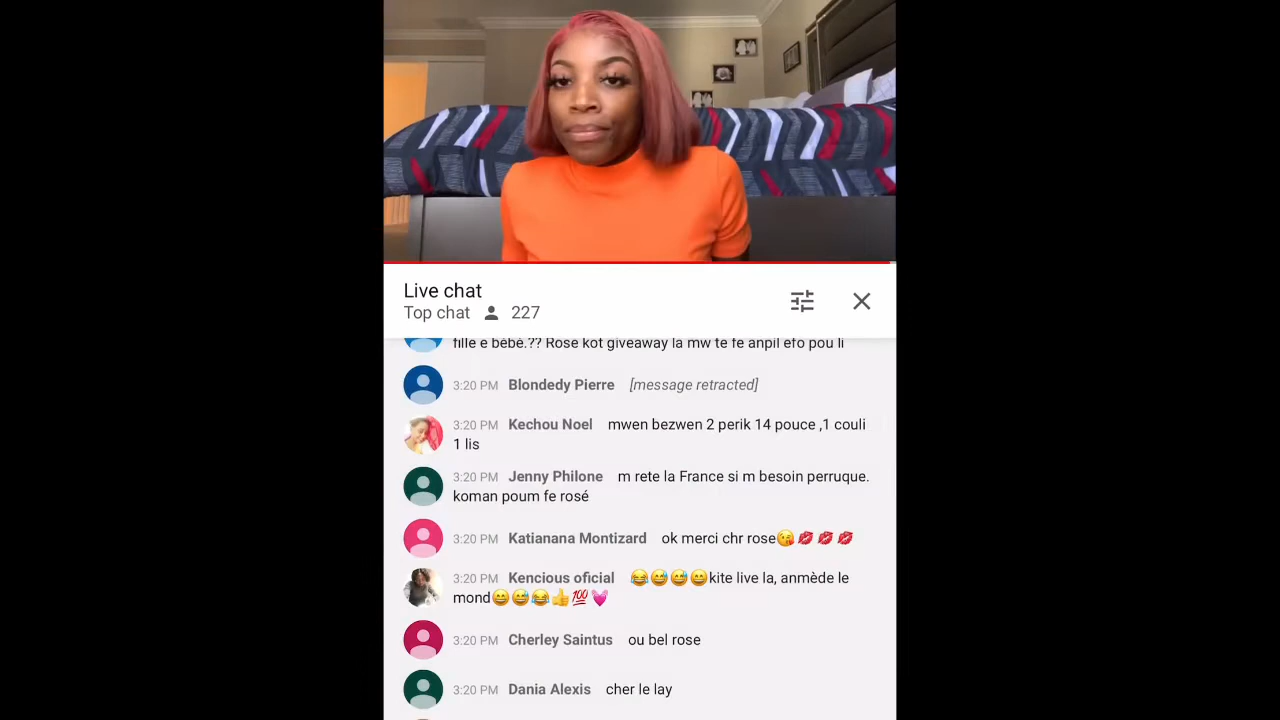 Live chat
Top chat 227
fille e bébé.?? Rose kot giveaway la mw te fe anpil efo pou li
3:20 PM Blondedy Pierre [message retracted]
3:20 PM Kechou Noel mwen bezwen 2 perik 14 pouce ,1 couli
1 lis
3:20 PM Jenny Philone m rete la France si m besoin perruque.
koman poum fe rosé
3:20 PM Katianana Montizard ok merci chr rose😘💋💋💋
3:20 PM Kencious oficial 😂😅😅😄kite live la, anmède le
mond😄😅😂👍💯💓
3:20 PM Cherley Saintus ou bel rose
3:20 PM Dania Alexis cher le lay